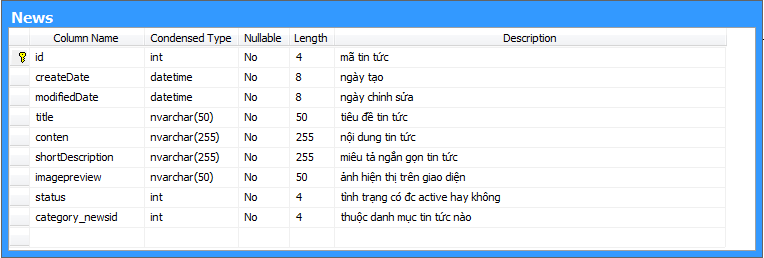 News
Column Name Condensed Type Nullable Length Description
id int No 4 mã tin tức
createDate datetime No 8 ngày tạo
modifiedDate datetime No 8 ngày chỉnh sửa
title nvarchar(50) No 50 tiêu đề tin tức
conten nvarchar(255) No 255 nội dung tin tức
shortDescription nvarchar(255) No 255 miêu tả ngắn gọn tin tức
imagepreview nvarchar(50) No 50 ảnh hiện thị trên giao diện
status int No 4 tình trạng có đc active hay không
category_newsid int No 4 thuộc danh mục tin tức nào